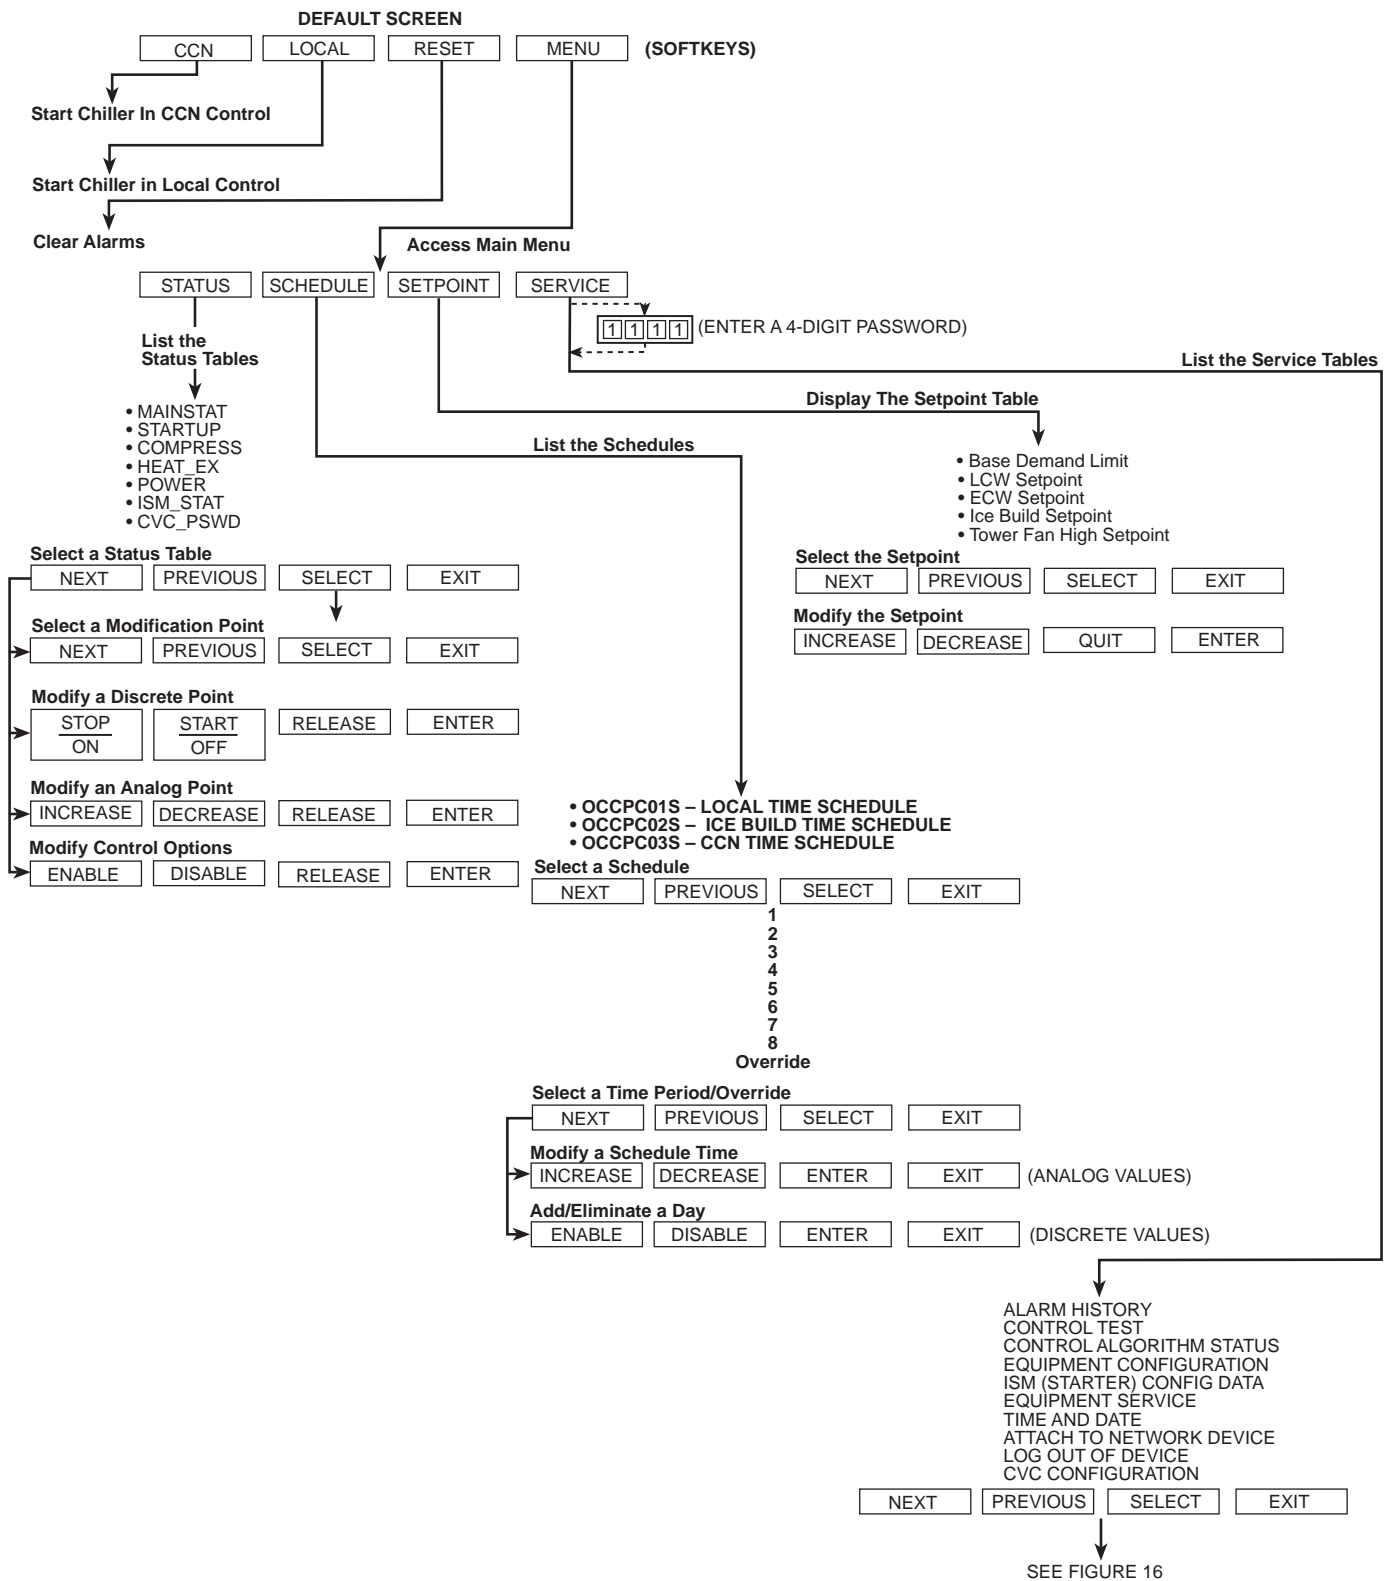 DEFAULT SCREEN
CCN LOCAL RESET MENU (SOFTKEYS)
Start Chiller In CCN Control
Start Chiller in Local Control
Clear Alarms
Access Main Menu
STATUS SCHEDULE SETPOINT SERVICE
1 1 1 1 (ENTER A 4-DIGIT PASSWORD)
List the
Status Tables
List the Service Tables
Display The Setpoint Table
List the Schedules
• MAINSTAT
• STARTUP
• COMPRESS
• HEAT_EX
• POWER
• ISM_STAT
• CVC_PSWD
• Base Demand Limit
• LCW Setpoint
• ECW Setpoint
• Ice Build Setpoint
• Tower Fan High Setpoint
Select a Status Table
NEXT PREVIOUS SELECT EXIT
Select the Setpoint
NEXT PREVIOUS SELECT EXIT
Select a Modification Point
NEXT PREVIOUS SELECT EXIT
Modify the Setpoint
INCREASE DECREASE QUIT ENTER
Modify a Discrete Point
STOP START RELEASE ENTER
ON OFF
Modify an Analog Point
INCREASE DECREASE RELEASE ENTER
Modify Control Options
ENABLE DISABLE RELEASE ENTER
• OCCPC01S – LOCAL TIME SCHEDULE
• OCCPC02S – ICE BUILD TIME SCHEDULE
• OCCPC03S – CCN TIME SCHEDULE
Select a Schedule
NEXT PREVIOUS SELECT EXIT
1
2
3
4
5
6
7
8
Override
Select a Time Period/Override
NEXT PREVIOUS SELECT EXIT
Modify a Schedule Time
INCREASE DECREASE ENTER EXIT (ANALOG VALUES)
Add/Eliminate a Day
ENABLE DISABLE ENTER EXIT (DISCRETE VALUES)
ALARM HISTORY
CONTROL TEST
CONTROL ALGORITHM STATUS
EQUIPMENT CONFIGURATION
ISM (STARTER) CONFIG DATA
EQUIPMENT SERVICE
TIME AND DATE
ATTACH TO NETWORK DEVICE
LOG OUT OF DEVICE
CVC CONFIGURATION
NEXT PREVIOUS SELECT EXIT
SEE FIGURE 16